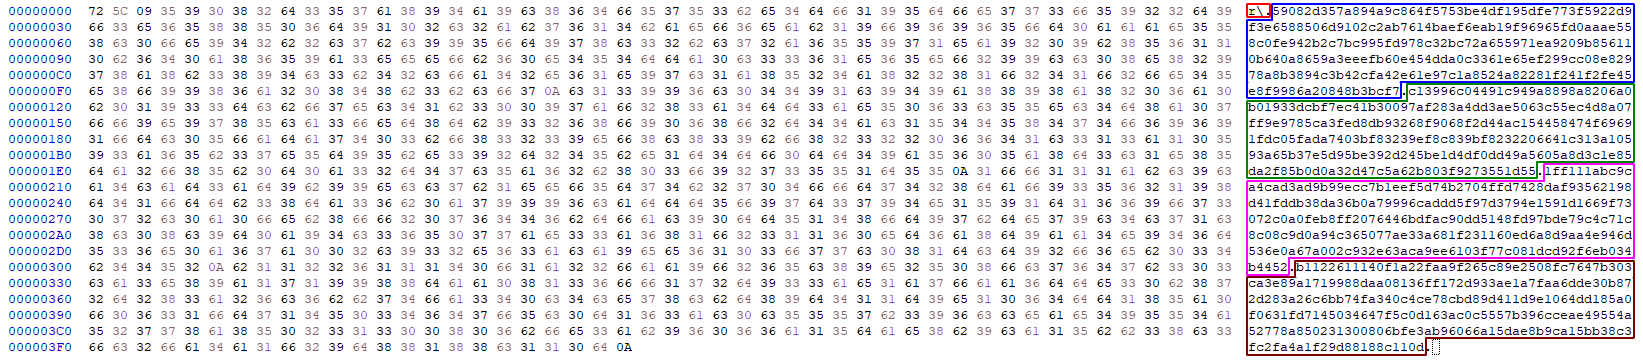 00000000 72 5C 09 35 39 30 38 32 64 33 35 37 61 38 39 34 61 39 63 38 36 34 66 35 37 35 33 62 65 34 64 66 31 39 35 64 66 65 37 37 33 66 35 39 32 32 64 39 r\.59082d357a894a9c864f5753be4df195dfe773f5922d9
00000030 66 33 65 36 35 38 38 35 30 36 64 39 31 30 32 63 32 61 62 37 36 31 34 62 61 65 66 36 65 61 62 31 39 66 39 36 39 36 35 66 64 30 61 61 61 65 35 35 f3e6588506d9102c2ab7614baef6eab19f96965fd0aaae55
00000060 38 63 30 66 65 39 34 32 62 32 63 37 62 63 39 39 35 66 64 39 37 38 63 33 32 62 63 37 32 61 36 35 35 39 37 31 65 61 39 32 30 39 62 38 35 36 31 31 8c0fe942b2c7bc995fd978c32bc72a655971ea9209b85611
00000090 30 62 36 34 30 61 38 36 35 39 61 33 65 65 65 66 62 36 30 65 34 35 34 64 64 61 30 63 33 33 36 31 65 36 35 65 66 32 39 39 63 63 30 38 65 38 32 39 0b640a8659a3eeefb60e454dda0c3361e65ef299cc08e829
000000C0 37 38 61 38 62 33 38 39 34 63 33 62 34 32 63 66 61 34 32 65 36 31 65 39 37 63 31 61 38 35 32 34 61 38 32 32 38 31 66 32 34 31 66 32 66 65 34 35 78a8b3894c3b42cfa42e61e97c1a8524a82281f241f2fe45
000000F0 65 38 66 39 39 38 36 61 32 30 38 34 38 62 33 62 63 66 37 0A 63 31 33 39 39 36 63 30 34 34 39 31 63 39 34 39 61 38 38 39 38 61 38 32 30 36 61 30 e8f9986a20848b3bcf7.c13996c04491c949a8898a8206a0
00000120 62 30 31 39 33 33 64 63 62 66 37 65 63 34 31 62 33 30 30 39 37 61 66 32 38 33 61 34 64 64 33 61 65 35 30 36 33 63 35 35 65 63 34 64 38 61 30 37 b01933dcbf7ec41b30097af283a4dd3ae5063c55ec4d8a07
00000150 66 66 39 65 39 37 38 35 63 61 33 66 65 64 38 64 62 39 33 32 36 38 66 39 30 36 38 66 32 64 34 34 61 63 31 35 34 34 35 38 34 37 34 66 36 39 36 39 ff9e9785ca3fed8db93268f9068f2d44ac154458474f6969
00000180 31 66 64 63 30 35 66 61 64 61 37 34 30 33 62 66 38 33 32 33 39 65 66 38 63 38 33 39 62 66 38 32 33 32 32 30 36 36 34 31 63 33 31 33 61 31 30 35 1fdc05fada7403bf83239ef8c839bf8232206641c313a105
000001B0 39 33 61 36 35 62 33 37 65 35 64 39 35 62 65 33 39 32 64 32 34 35 62 65 31 64 34 64 66 30 64 64 34 39 61 35 36 30 35 61 38 64 33 63 31 65 38 35 93a65b37e5d95be392d245be1d4df0dd49a5605a8d3c1e85
000001E0 64 61 32 66 38 35 62 30 64 30 61 33 32 64 34 37 63 35 61 36 32 62 38 30 33 66 39 32 37 33 35 35 31 64 35 35 0A 31 66 66 31 31 31 61 62 63 39 63 da2f85b0d0a32d47c5a62b803f9273551d55.1ff111abc9c
00000210 61 34 63 61 64 33 61 64 39 62 39 39 65 63 63 37 62 31 65 65 66 35 64 37 34 62 32 37 30 34 66 66 64 37 34 32 38 64 61 66 39 33 35 36 32 31 39 38 a4cad3ad9b99ecc7b1eef5d74b2704ffd7428daf93562198
00000240 64 34 31 66 64 64 62 33 38 64 61 33 36 62 30 61 37 39 39 39 36 63 61 64 64 64 35 66 39 37 64 33 37 39 34 65 31 35 39 31 64 31 36 36 39 66 37 33 d41fddb38da36b0a79996caddd5f97d3794e1591d1669f73
00000270 30 37 32 63 30 61 30 66 65 62 38 66 66 32 30 37 36 34 34 36 62 64 66 61 63 39 30 64 64 35 31 34 38 66 64 39 37 62 64 65 37 39 63 34 63 37 31 63 072c0a0feb8ff2076446bdfac90dd5148fd97bde79c4c71c
000002A0 38 63 30 38 63 39 64 30 61 39 34 63 33 36 35 30 37 37 61 65 33 33 61 36 38 31 66 32 33 31 31 36 30 65 64 36 61 38 64 39 61 61 34 65 39 34 36 64 8c08c9d0a94c365077ae33a681f231160ed6a8d9aa4e946d
000002D0 35 33 36 65 30 61 36 37 61 30 30 32 63 39 33 32 65 36 33 61 63 61 39 65 65 36 31 30 33 66 37 37 63 30 38 31 64 63 64 39 32 66 36 65 62 30 33 34 536e0a67a002c932e63aca9ee6103f77c081dcd92f6eb034
00000300 62 34 34 35 32 0A 62 31 31 32 32 36 31 31 31 34 30 66 31 61 32 32 66 61 61 39 66 32 36 35 63 38 39 65 32 35 30 38 66 63 37 36 34 37 62 33 30 33 b4452.b1122611140f1a22faa9f265c89e2508fc7647b303
00000330 63 61 33 65 38 39 61 31 37 31 39 39 38 38 64 61 61 30 38 31 33 36 66 66 31 37 32 64 39 33 33 61 65 31 61 37 66 61 61 36 64 64 65 33 30 62 38 37 ca3e89a1719988daa08136ff172d933ae1a7faa6dde30b87
00000360 32 64 32 38 33 61 32 36 63 36 62 62 37 34 66 61 33 34 30 63 34 63 65 37 38 63 62 64 38 39 64 34 31 31 64 39 65 31 30 36 34 64 64 31 38 35 61 30 2d283a26c6bb74fa340c4ce78cbd89d411d9e1064dd185a0
00000390 66 30 36 33 31 66 64 37 31 34 35 30 33 34 36 34 37 66 35 63 30 64 31 36 33 61 63 30 63 35 35 35 37 62 33 39 36 63 63 65 61 65 34 39 35 35 34 61 f0631fd7145034647f5c0d163ac0c5557b396cceae49554a
000003C0 35 32 37 37 38 61 38 35 30 32 33 31 33 30 30 38 30 36 62 66 65 33 61 62 39 36 30 36 36 61 31 35 64 61 65 38 62 39 63 61 31 35 62 62 33 38 63 33 52778a850231300806bfe3ab96066a15dae8b9ca15bb38c3
000003F0 66 63 32 66 61 34 61 31 66 32 39 64 38 38 31 38 38 63 31 31 30 64 0A fc2fa4a1f29d88188c110d.